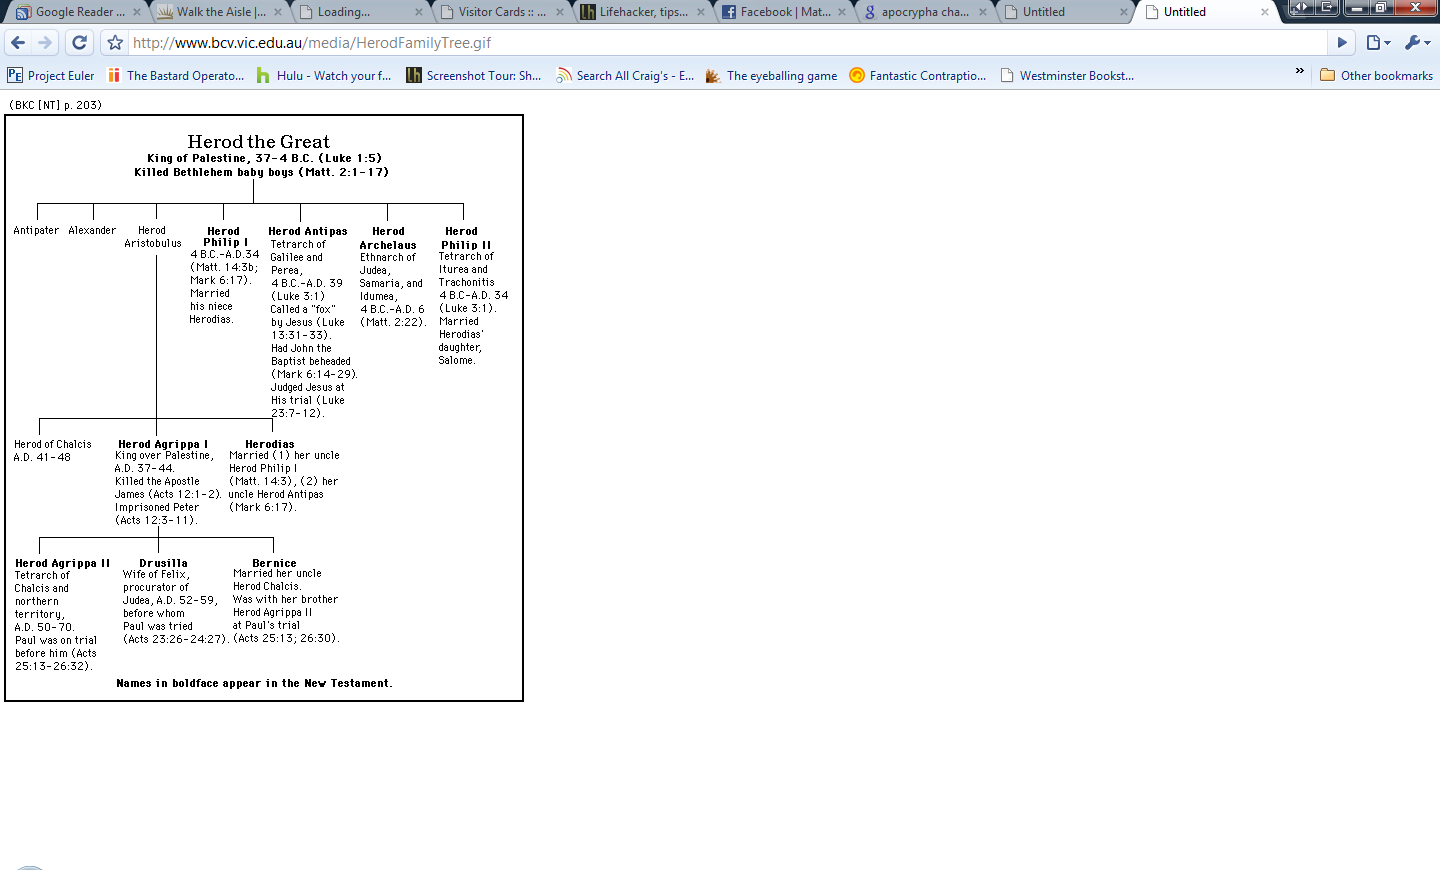 Google Reader ...
Walk the Aisle |...
Loading...
Visitor Cards :: ...
Lifehacker, tips...
Facebook | Mat...
apocrypha cha...
Untitled
Untitled
http://www.bcv.vic.edu.au/media/HerodFamilyTree.gif
Project Euler
The Bastard Operato...
Hulu - Watch your f...
Screenshot Tour: Sh...
Search All Craig's - E...
The eyeballing game
Fantastic Contraptio...
Westminster Bookst...
»
Other bookmarks
(BKC [NT] p. 203)
Herod the Great
King of Palestine, 37-4 B.C. (Luke 1:5)
Killed Bethlehem baby boys (Matt. 2:1-17)
Antipater
Alexander
Herod
Aristobulus
Herod
Philip I
4 B.C.-A.D.34
(Matt. 14:3b;
Mark 6:17).
Married
his niece
Herodias.
Herod Antipas
Tetrarch of
Galilee and
Perea,
4 B.C.-A.D. 39
(Luke 3:1)
Called a "fox"
by Jesus (Luke
13:31-33).
Had John the
Baptist beheaded
(Mark 6:14-29).
Judged Jesus at
His trial (Luke
23:7-12).
Herod
Archelaus
Ethnarch of
Judea,
Samaria, and
Idumea,
4 B.C.-A.D. 6
(Matt. 2:22).
Herod
Philip II
Tetrarch of
Iturea and
Trachonitis
4 B.C-A.D. 34
(Luke 3:1).
Married
Herodias'
daughter,
Salome.
Herod of Chalcis
A.D. 41-48
Herod Agrippa I
King over Palestine,
A.D. 37-44.
Killed the Apostle
James (Acts 12:1-2).
Imprisoned Peter
(Acts 12:3-11).
Herodias
Married (1) her uncle
Herod Philip I
(Matt. 14:3), (2) her
uncle Herod Antipas
(Mark 6:17).
Herod Agrippa II
Tetrarch of
Chalcis and
northern
territory,
A.D. 50-70.
Paul was on trial
before him (Acts
25:13-26:32).
Drusilla
Wife of Felix,
procurator of
Judea, A.D. 52-59,
before whom
Paul was tried
(Acts 23:26-24:27).
Bernice
Married her uncle
Herod Chalcis.
Was with her brother
Herod Agrippa II
at Paul's trial
(Acts 25:13; 26:30).
Names in boldface appear in the New Testament.